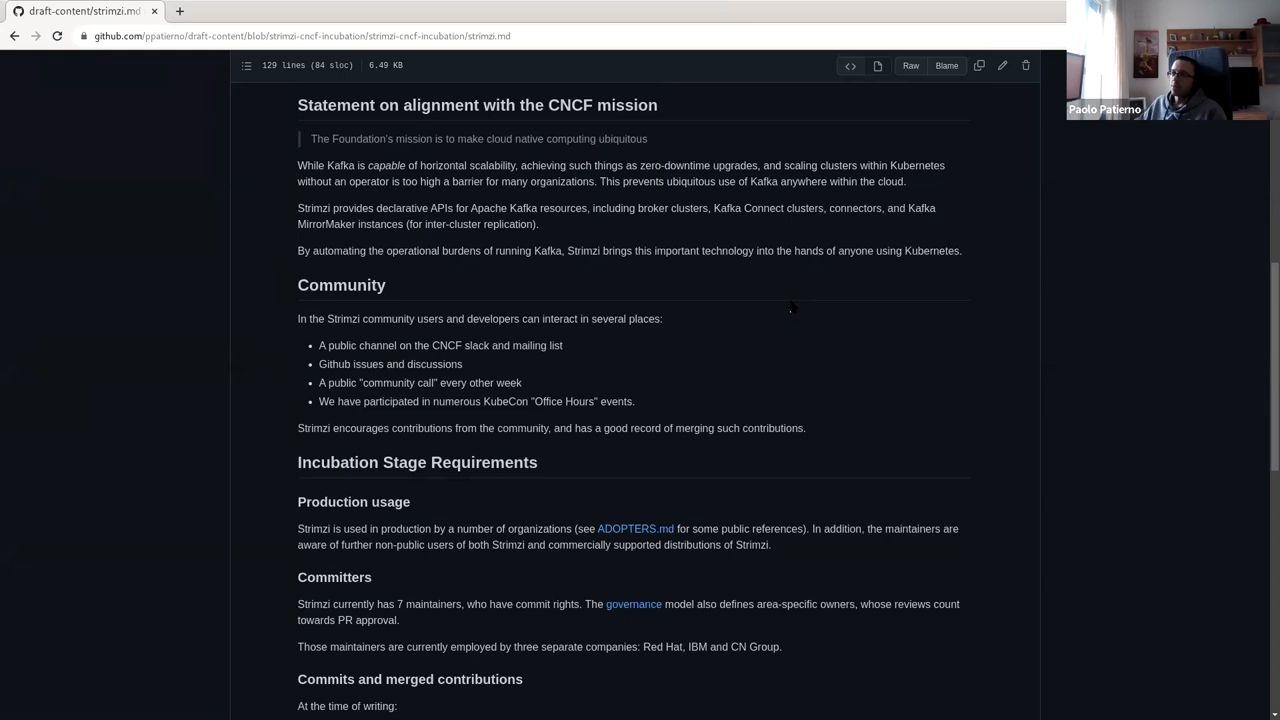 draft-content/strimzi.md
github.com/ppatierno/draft-content/blob/strimzi-cncf-incubation/strimzi-cncf-incubation/strimzi.md
129 lines (84 sloc) 6.49 KB
Raw Blame
Paolo Patierno
Statement on alignment with the CNCF mission
The Foundation's mission is to make cloud native computing ubiquitous
While Kafka is capable of horizontal scalability, achieving such things as zero-downtime upgrades, and scaling clusters within Kubernetes
without an operator is too high a barrier for many organizations. This prevents ubiquitous use of Kafka anywhere within the cloud.
Strimzi provides declarative APIs for Apache Kafka resources, including broker clusters, Kafka Connect clusters, connectors, and Kafka
MirrorMaker instances (for inter-cluster replication).
By automating the operational burdens of running Kafka, Strimzi brings this important technology into the hands of anyone using Kubernetes.
Community
In the Strimzi community users and developers can interact in several places:
• A public channel on the CNCF slack and mailing list
• Github issues and discussions
• A public "community call" every other week
• We have participated in numerous KubeCon "Office Hours" events.
Strimzi encourages contributions from the community, and has a good record of merging such contributions.
Incubation Stage Requirements
Production usage
Strimzi is used in production by a number of organizations (see ADOPTERS.md for some public references). In addition, the maintainers are
aware of further non-public users of both Strimzi and commercially supported distributions of Strimzi.
Committers
Strimzi currently has 7 maintainers, who have commit rights. The governance model also defines area-specific owners, whose reviews count
towards PR approval.
Those maintainers are currently employed by three separate companies: Red Hat, IBM and CN Group.
Commits and merged contributions
At the time of writing: